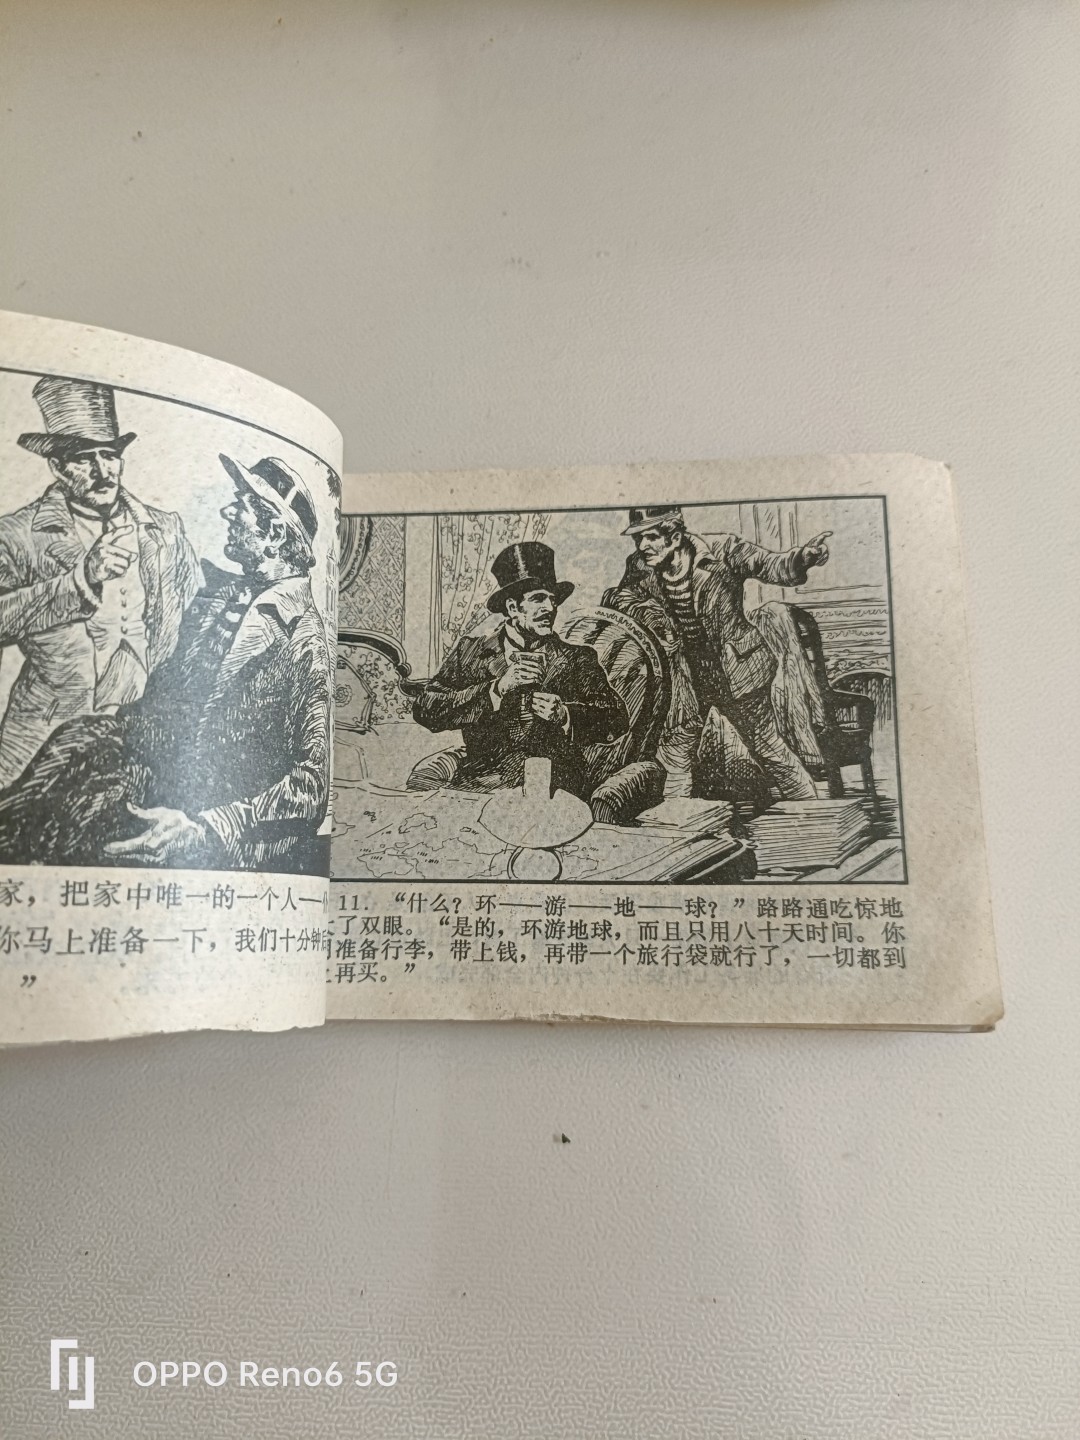 家，把家中唯一的一个人一
你马上准备一下，我们十分钟后
”
11. “什么？环——游——地——球？”路路通吃惊地
了双眼。“是的，环游地球，而且只用八十天时间。你
准备行李，带上钱，再带一个旅行袋就行了，一切都到
上再买。”
OPPO Reno6 5G